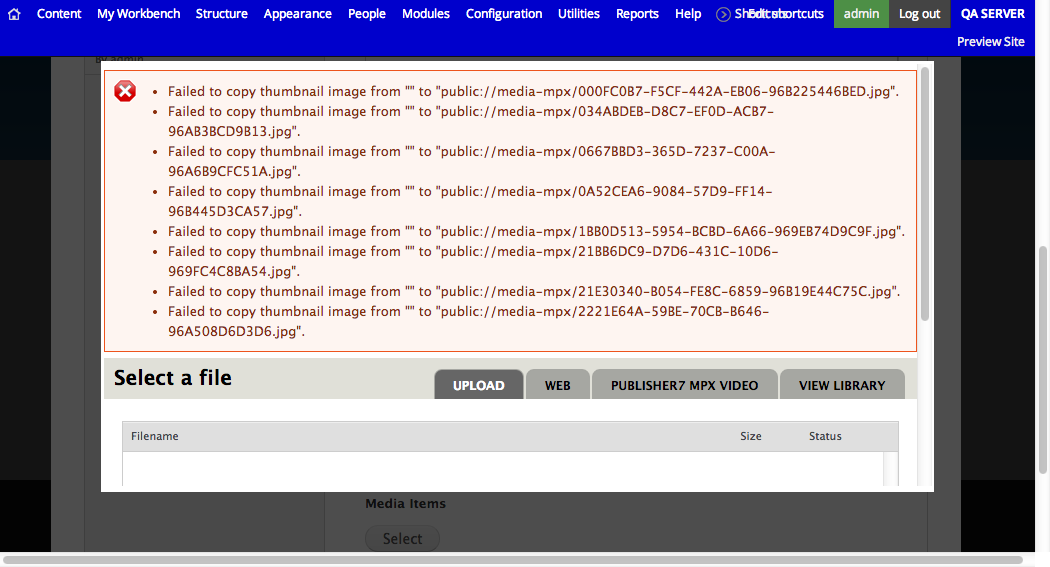 Content My Workbench Structure Appearance People Modules Configuration Utilities Reports Help Shortcuts Edit shortcuts admin Log out QA SERVER
Preview Site
By admin
Failed to copy thumbnail image from "" to "public://media-mpx/000FC0B7-F5CF-442A-EB06-96B225446BED.jpg".
Failed to copy thumbnail image from "" to "public://media-mpx/034ABDEB-D8C7-EF0D-ACB7-
96AB3BCD9B13.jpg".
Failed to copy thumbnail image from "" to "public://media-mpx/0667BBD3-365D-7237-C00A-
96A6B9CFC51A.jpg".
Failed to copy thumbnail image from "" to "public://media-mpx/0A52CEA6-9084-57D9-FF14-
96B445D3CA57.jpg".
Failed to copy thumbnail image from "" to "public://media-mpx/1BB0D513-5954-BCBD-6A66-969EB74D9C9F.jpg".
Failed to copy thumbnail image from "" to "public://media-mpx/21BB6DC9-D7D6-431C-10D6-
969FC4C8BA54.jpg".
Failed to copy thumbnail image from "" to "public://media-mpx/21E30340-B054-FE8C-6859-96B19E44C75C.jpg".
Failed to copy thumbnail image from "" to "public://media-mpx/2221E64A-59BE-70CB-B646-
96A508D6D3D6.jpg".
Select a file
UPLOAD WEB PUBLISHER7 MPX VIDEO VIEW LIBRARY
Filename Size Status
Media Items
Select